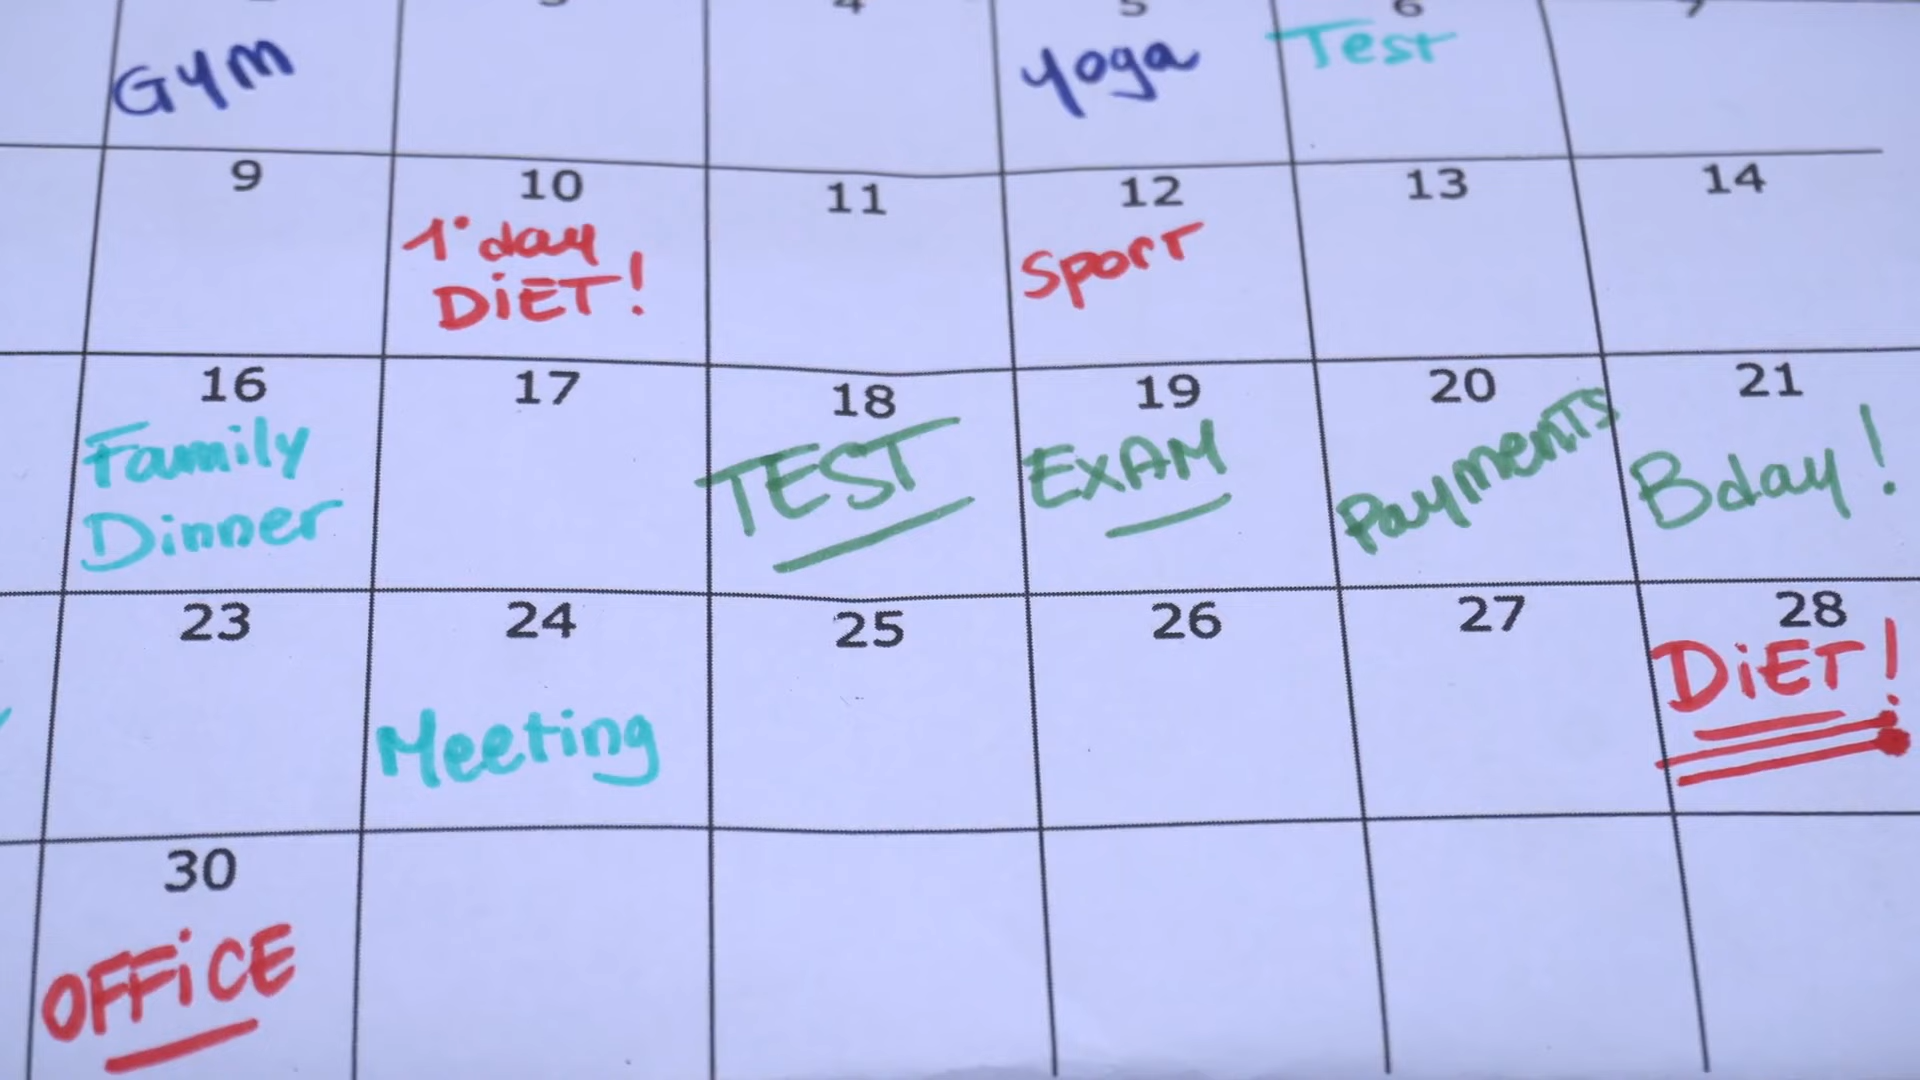 3 4 5 6 7
Gym Yoga Test
9 10 11 12 13 14
1° day Sport
DiET!
16 17 18 19 20 21
Family TEST EXAM Payments Bday!
Dinner
23 24 25 26 27 28
DiET!
Meeting
30
OFFiCE